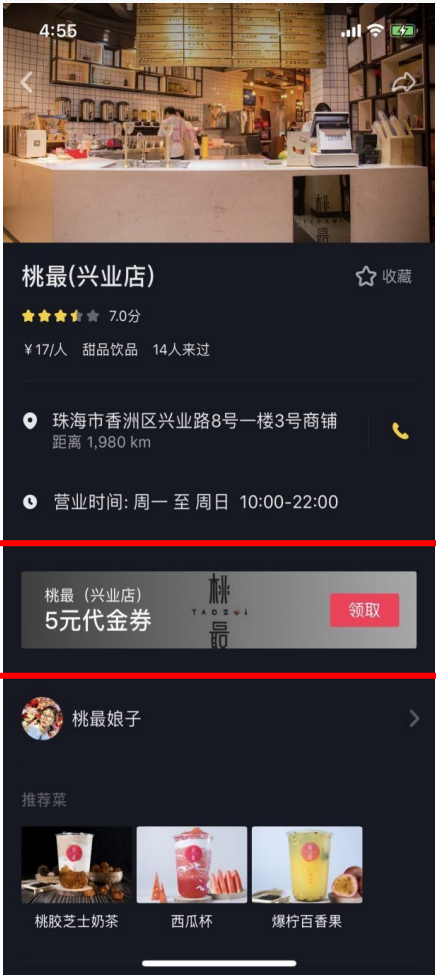 4:55
桃最(兴业店)
收藏
7.0分
¥17/人 甜品饮品 14人来过
珠海市香洲区兴业路8号一楼3号商铺
距离 1,980 km
营业时间: 周一 至 周日 10:00-22:00
桃最（兴业店）
5元代金券
桃
TAOZUI
最
领取
桃最娘子
推荐菜
桃胶芝士奶茶
西瓜杯
爆柠百香果